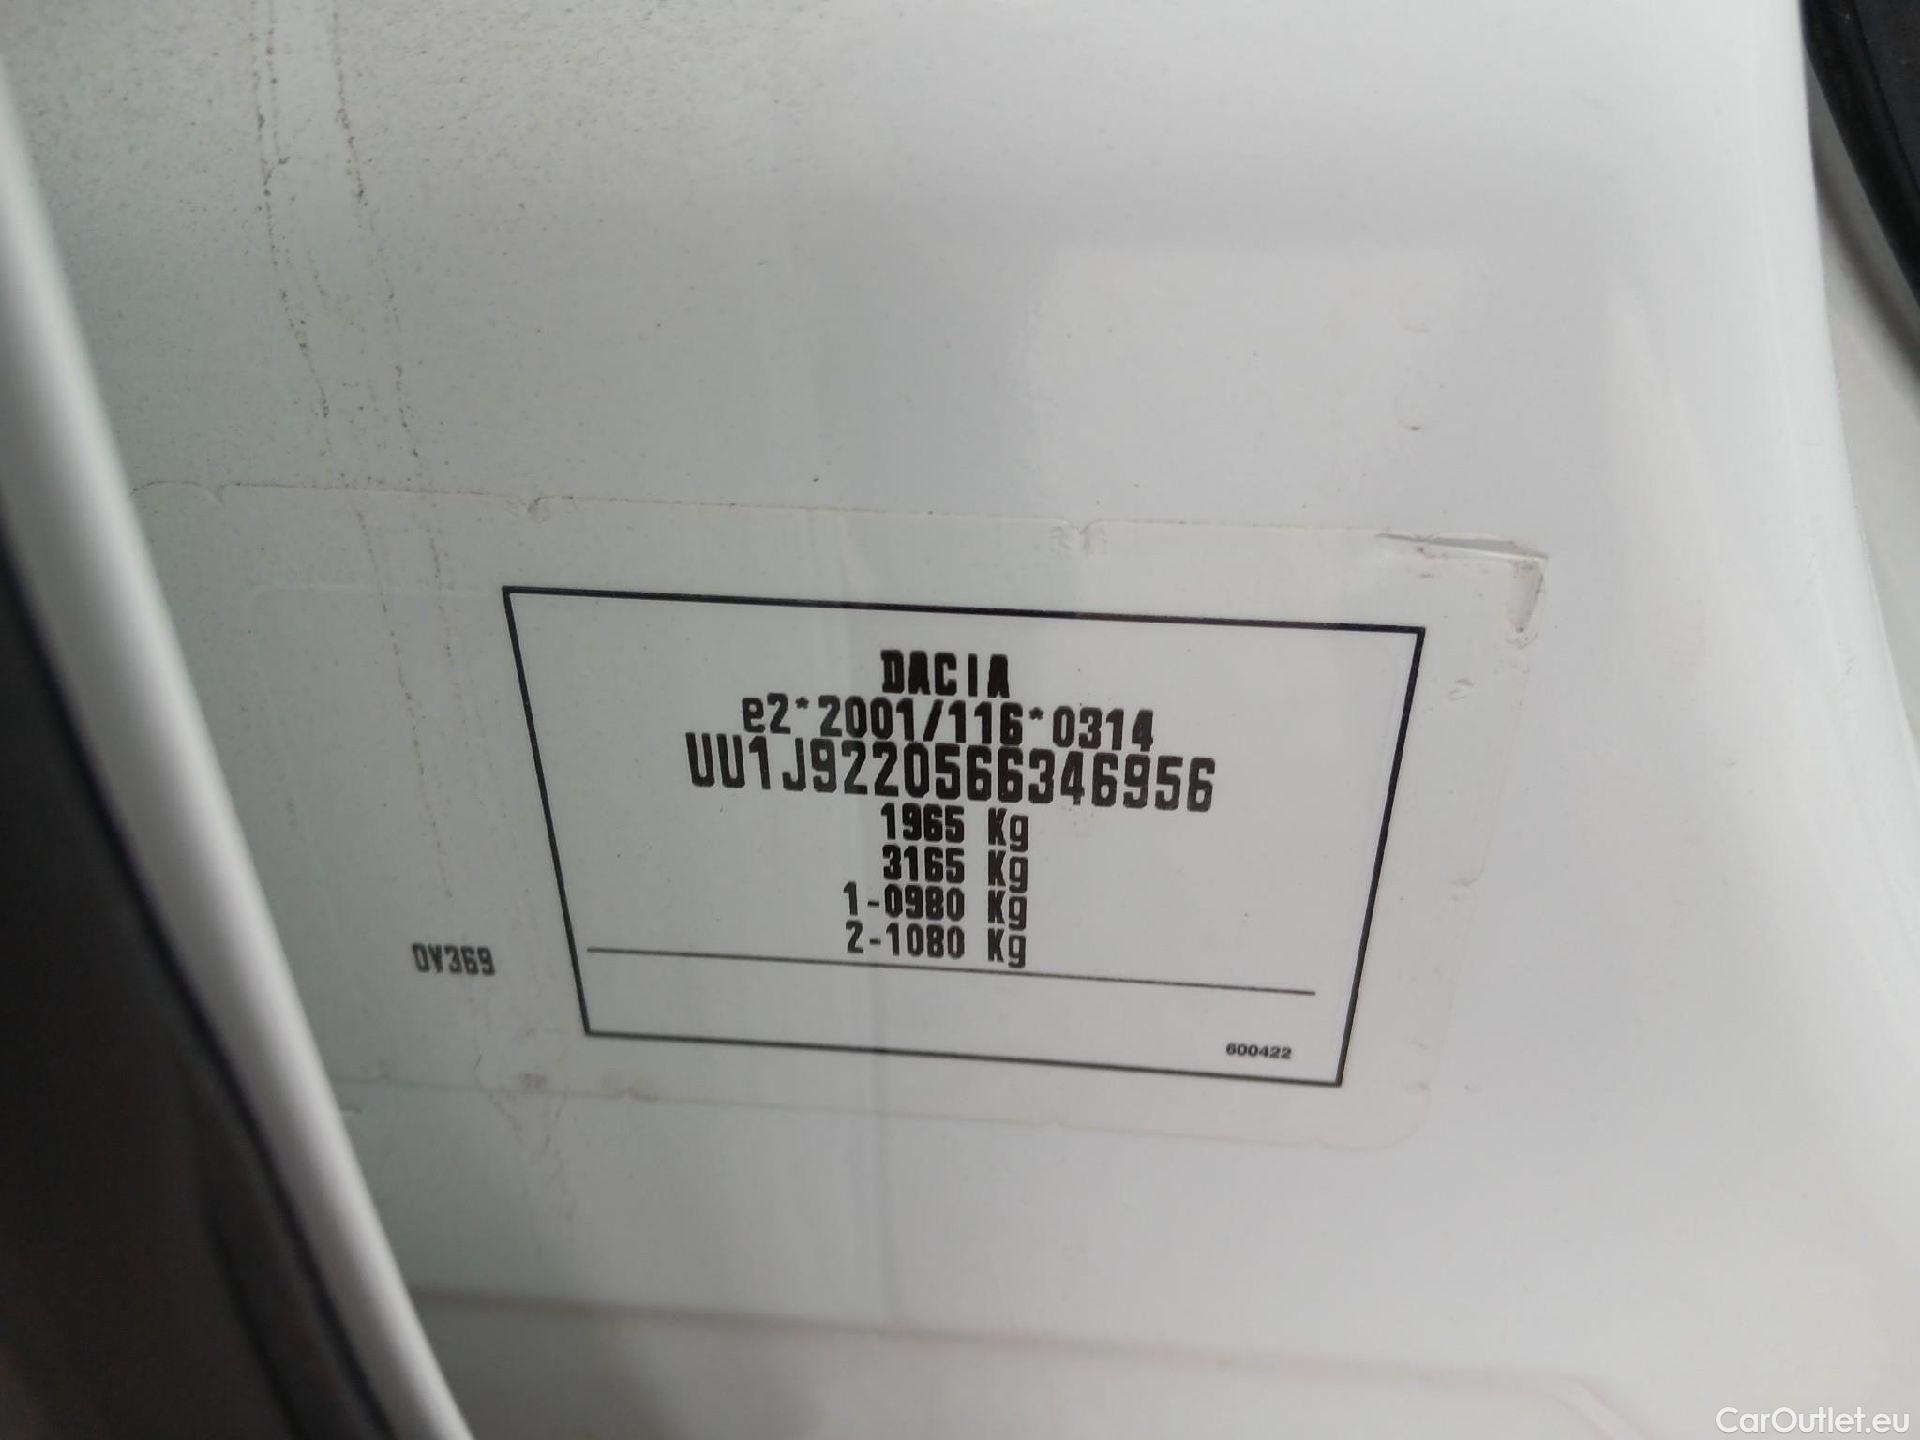 DACIA
e2*2001/116*0314
UU1J9220566346956
1965 Kg
3165 Kg
1-0980 Kg
2-1080 Kg
0V369
600422
CarOutlet.eu